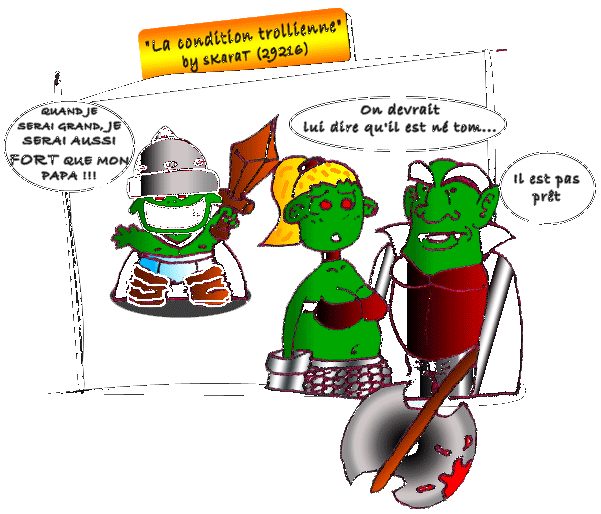 "La condition trollienne"
by sKaraT (29216)
QUAND JE
SERAI GRAND, JE
SERAI AUSSI
FORT QUE MON
PAPA !!!
On devrait
lui dire qu'il est né tom...
Il est pas
prêt